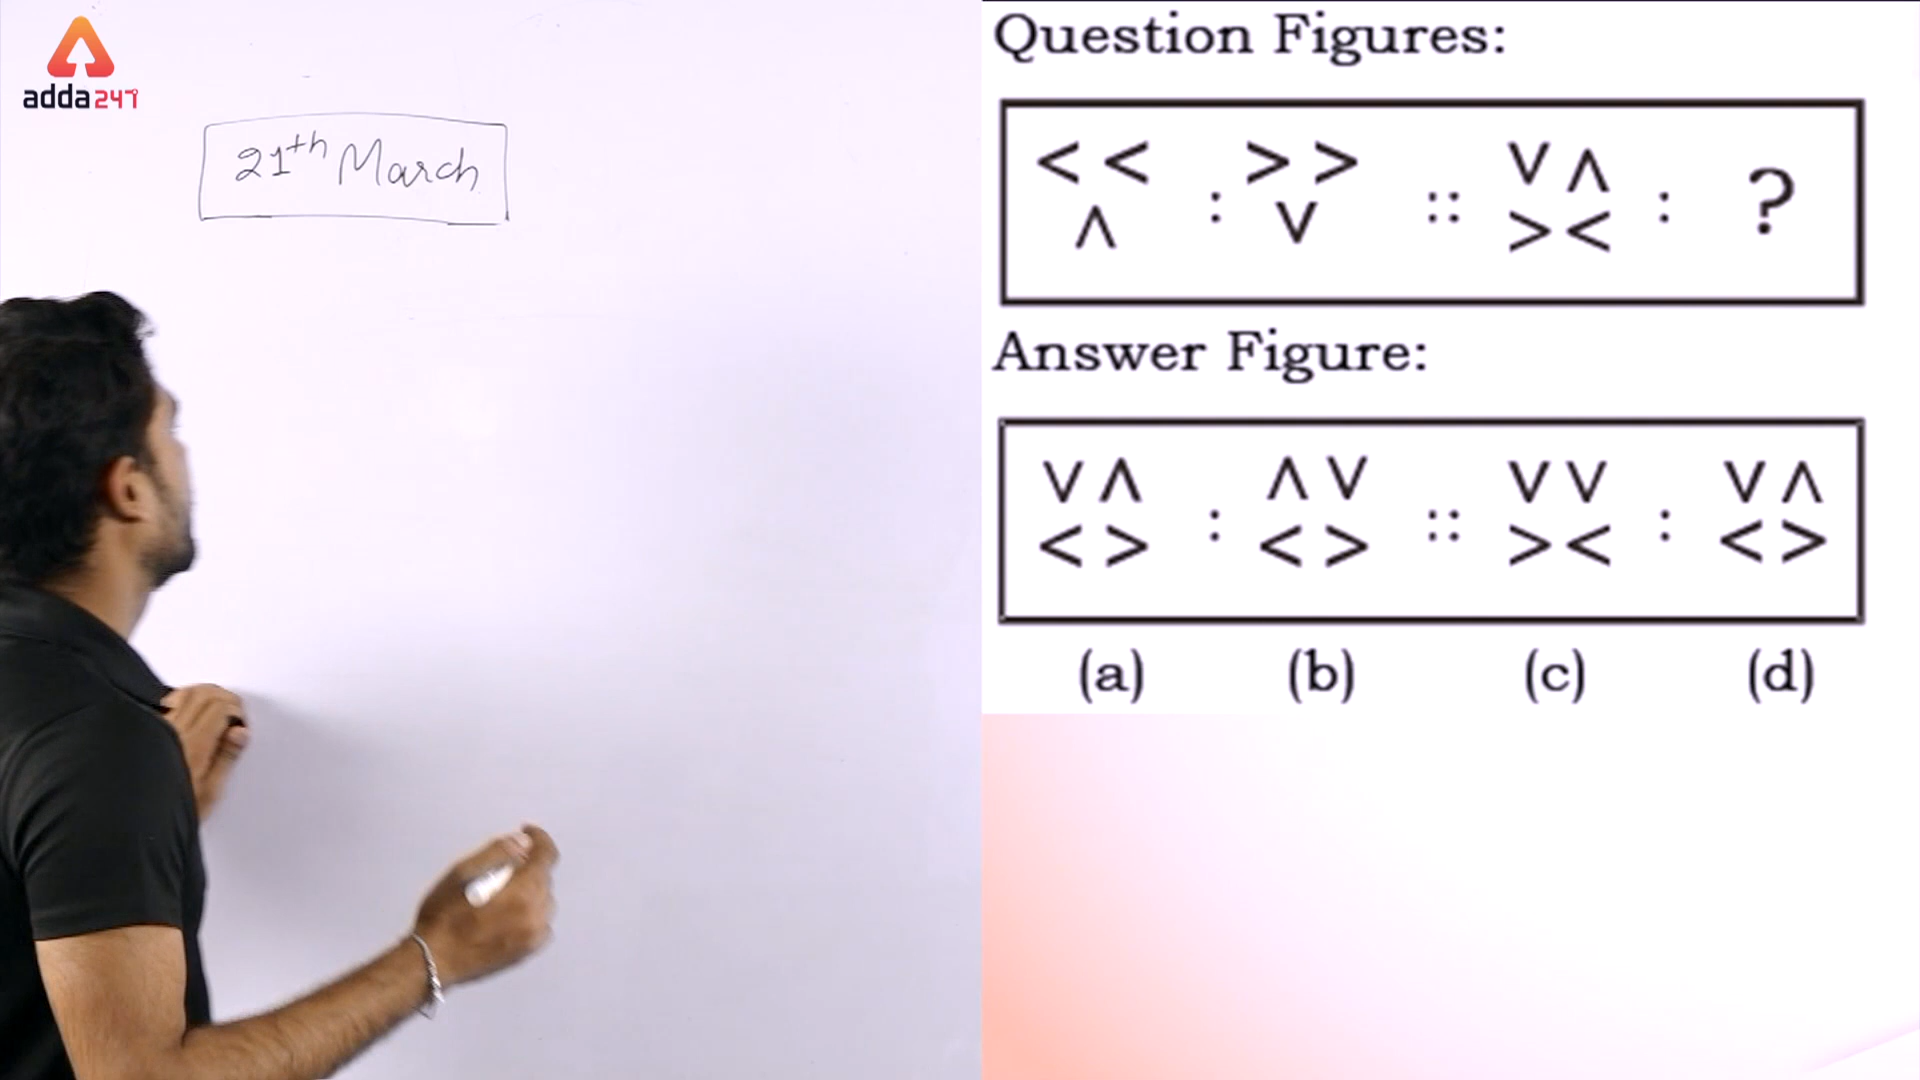 adda247
21th March
Question Figures:
< < : > > :: V Λ : ?
Λ V > <
Answer Figure:
V Λ : Λ V :: V V : V Λ
< > < > > < < >
(a) (b) (c) (d)